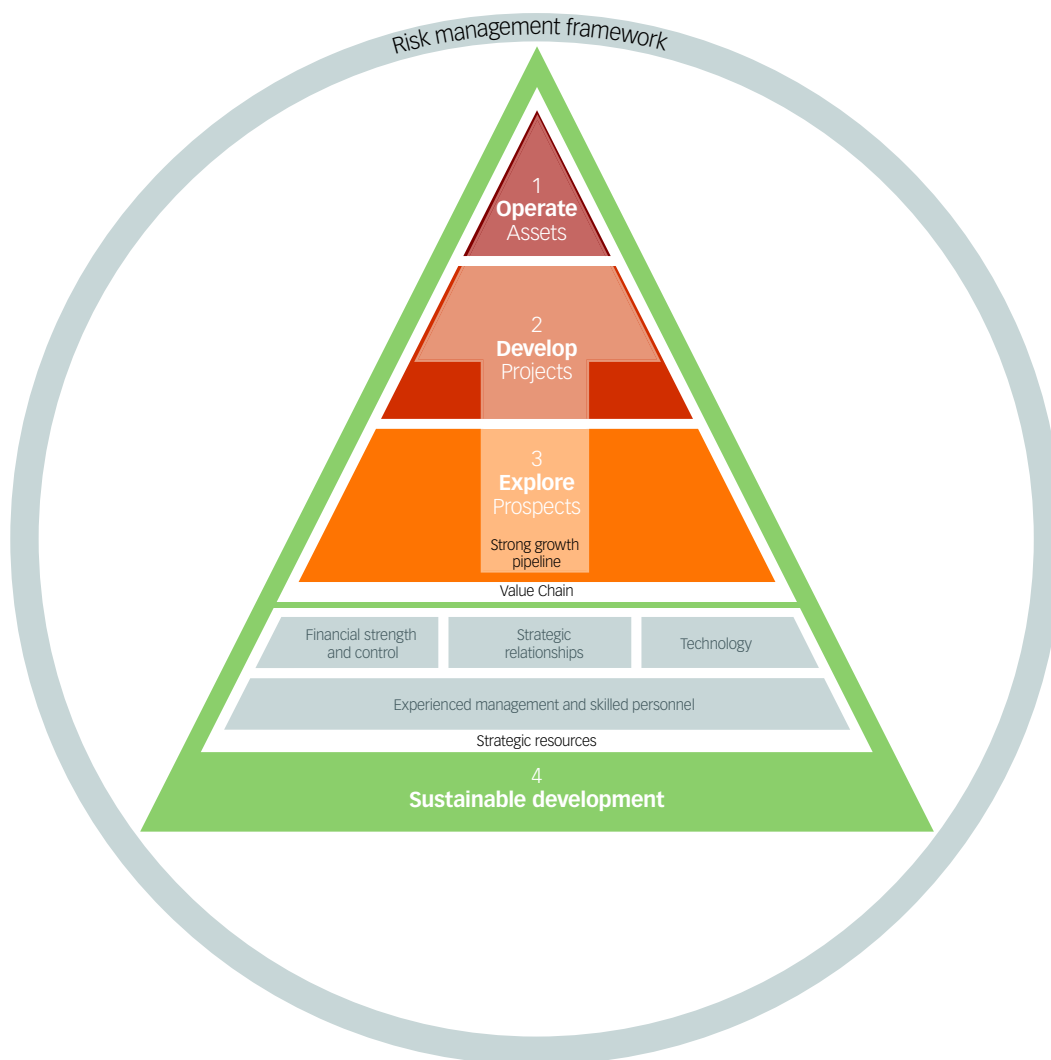 Risk management framework
1
Operate
Assets
2
Develop
Projects
3
Explore
Prospects
Strong growth
pipeline
Value Chain
Financial strength
and control
Strategic
relationships
Technology
Experienced management and skilled personnel
Strategic resources
4
Sustainable development